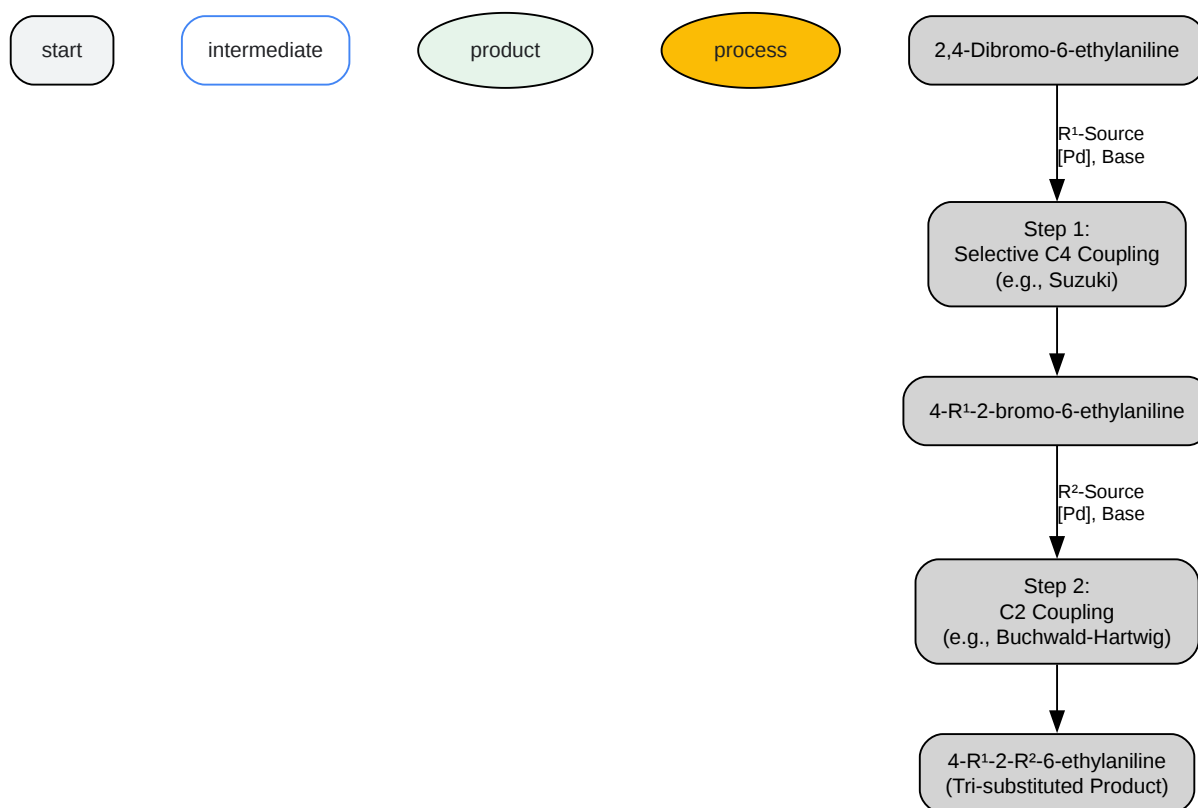 start
intermediate
product
process
2,4-Dibromo-6-ethylaniline
R¹-Source
[Pd], Base
Step 1:
Selective C4 Coupling
(e.g., Suzuki)
4-R¹-2-bromo-6-ethylaniline
R²-Source
[Pd], Base
Step 2:
C2 Coupling
(e.g., Buchwald-Hartwig)
4-R¹-2-R²-6-ethylaniline
(Tri-substituted Product)